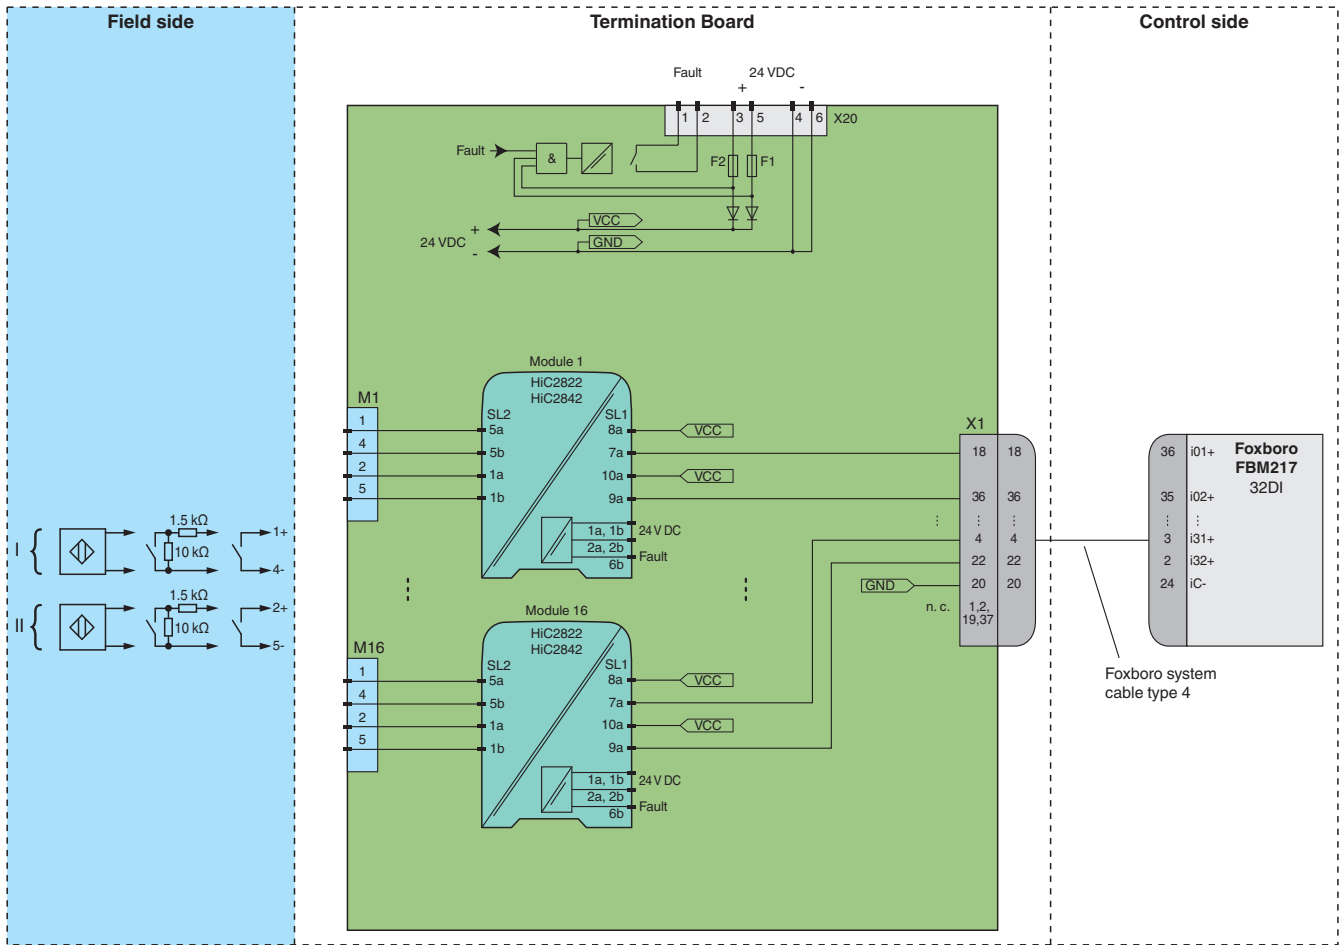 Field side
Termination Board
Control side
Fault
24 VDC
+
-
1
2
3
5
4
6
X20
Fault
&
F2
F1
VCC
+
24 VDC
-
GND
Module 1
HiC2822
HiC2842
M1
SL2
SL1
1
5a
8a
VCC
4
5b
7a
2
1a
10a
VCC
5
1b
9a
1a, 1b
24 V DC
2a, 2b
Fault
6b
X1
18
18
36
36
⋮
⋮
⋮
4
4
22
22
GND
20
20
n. c.
1,2,
19,37
36
i01+
Foxboro
FBM217
32DI
35
i02+
⋮
⋮
3
i31+
2
i32+
24
iC-
Foxboro system
cable type 4
I
1.5 kΩ
10 kΩ
1+
4-
II
1.5 kΩ
10 kΩ
2+
5-
Module 16
HiC2822
HiC2842
M16
SL2
SL1
1
5a
8a
VCC
4
5b
7a
2
1a
10a
VCC
5
1b
9a
1a, 1b
24 V DC
2a, 2b
Fault
6b